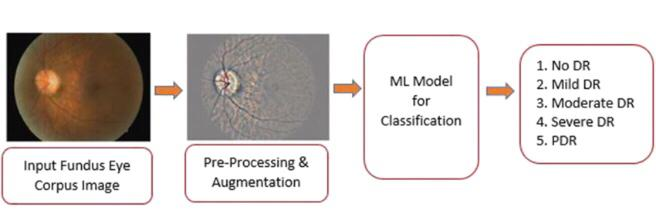 Input Fundus Eye
Corpus Image
Pre-Processing &
Augmentation
ML Model
for
Classification
1. No DR
2. Mild DR
3. Moderate DR
4. Severe DR
5. PDR